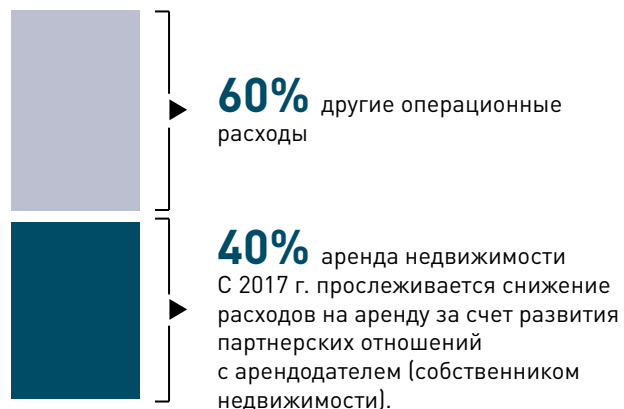 60% другие операционные
расходы
40% аренда недвижимости
С 2017 г. прослеживается снижение
расходов на аренду за счет развития
партнерских отношений
с арендодателем (собственником
недвижимости).